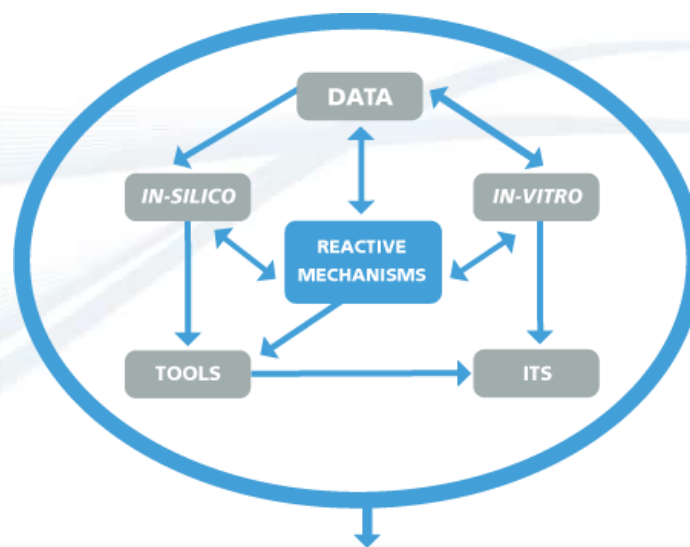 DATA
IN-SILICO
IN-VITRO
REACTIVE
MECHANISMS
TOOLS
ITS